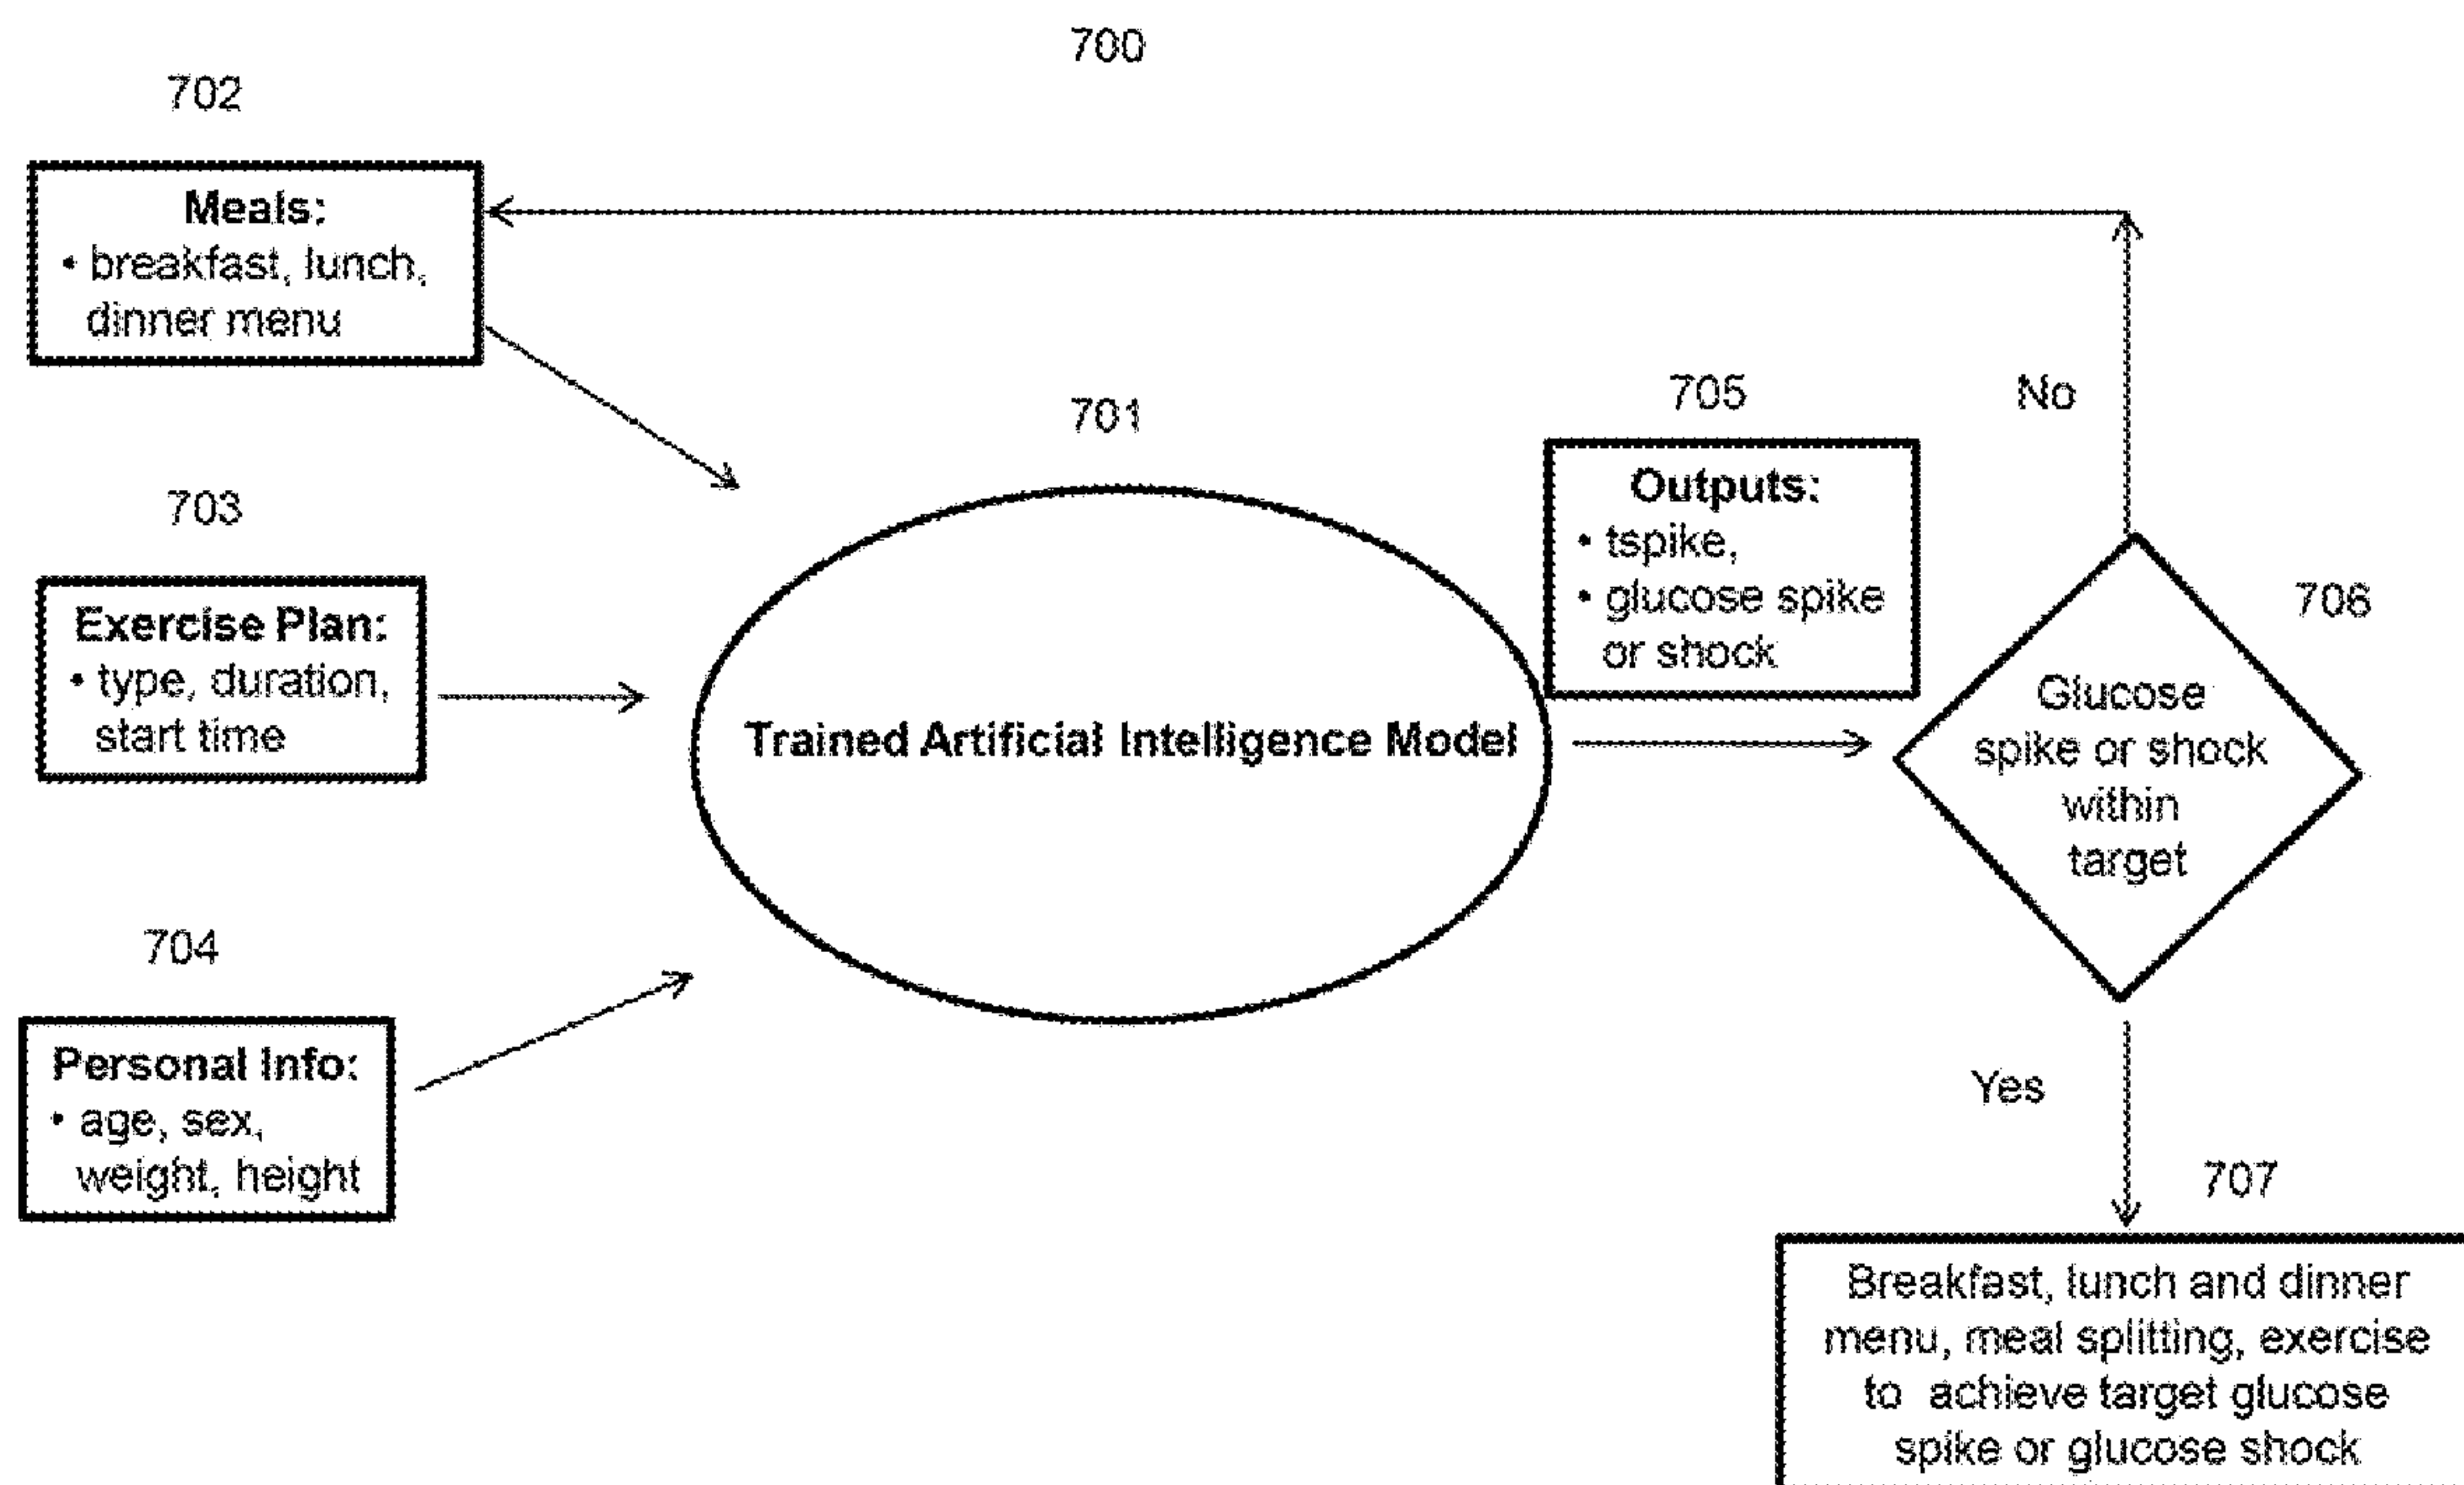 700
702
Meals:
• breakfast, lunch,
dinner menu
703
Exercise Plan:
• type, duration,
start time
704
Personal Info:
• age, sex,
weight, height
701
Trained Artificial Intelligence Model
705
Outputs:
• tspike,
• glucose spike
or shock
No
706
Glucose
spike or shock
within
target
Yes
707
Breakfast, lunch and dinner
menu, meal splitting, exercise
to achieve target glucose
spike or glucose shock